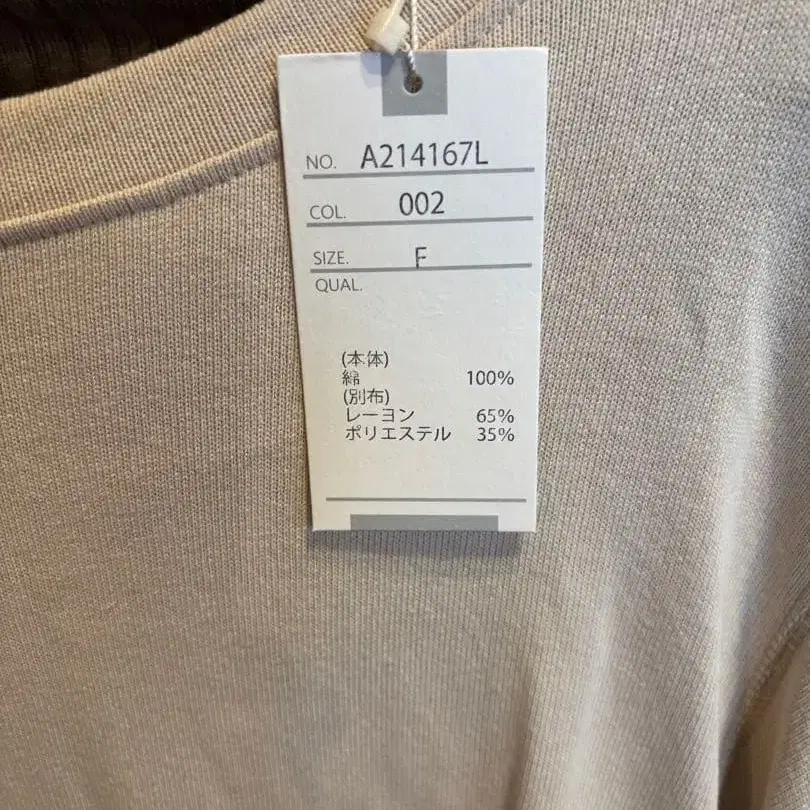 NO. A214167L
COL. 002
SIZE. F
QUAL.
(本体)
綿 100%
(別布)
レーヨン 65%
ポリエステル 35%